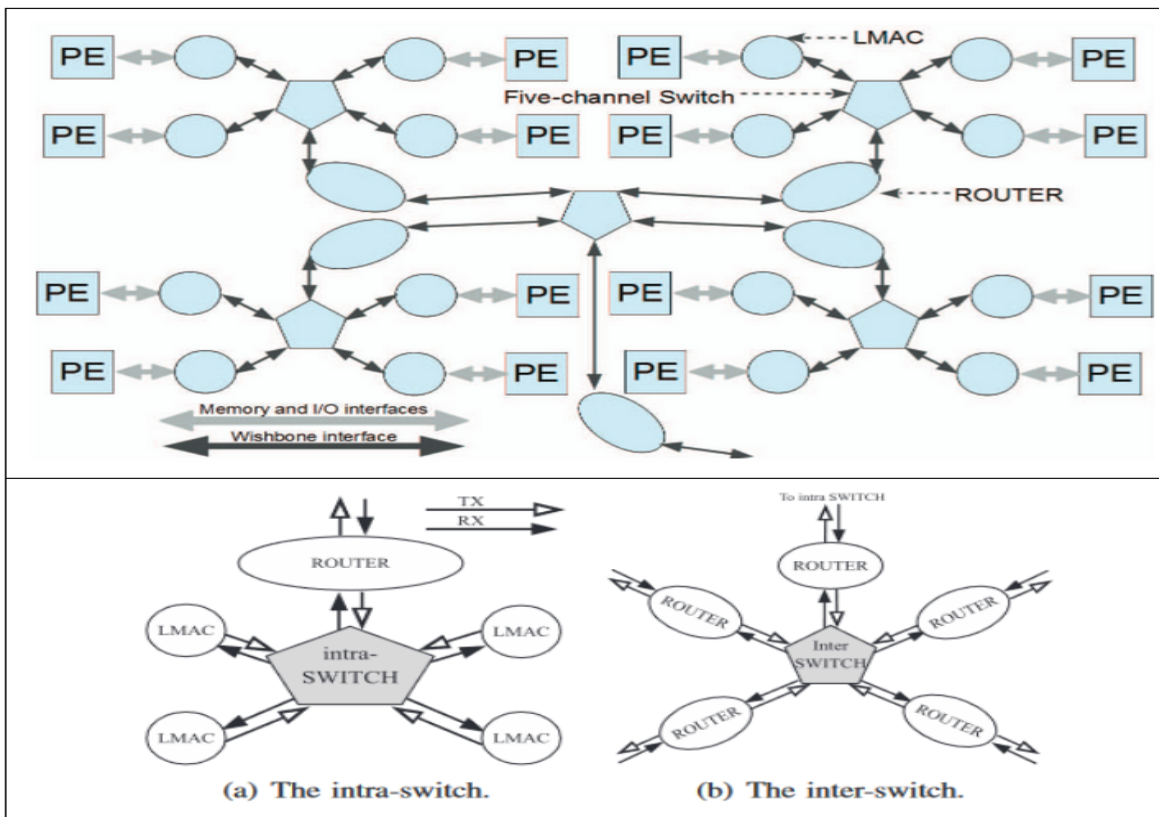 PE PE PE LMAC PE
Five-channel Switch
PE PE PE PE
ROUTER
PE PE PE PE
PE PE PE PE
Memory and I/O interfaces
Wishbone interface
TX
RX
ROUTER
LMAC LMAC
intra-
SWITCH
LMAC LMAC
(a) The intra-switch.
To intra SWITCH
ROUTER
ROUTER ROUTER
Inter
SWITCH
ROUTER ROUTER
(b) The inter-switch.